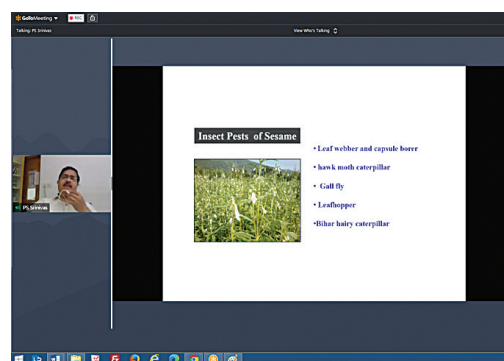 GoToMeeting
REC
Talking: PS Srinivas
View Who's Talking
Insect Pests of Sesame
• Leaf webber and capsule borer
• hawk moth caterpillar
• Gall fly
• Leafhopper
•Bihar hairy caterpillar
PS Srinivas